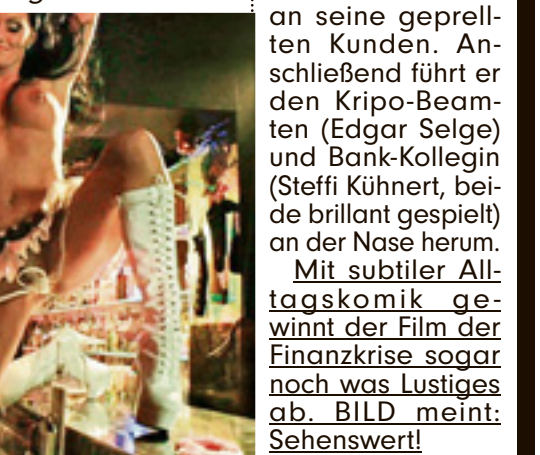 an seine geprell-
ten Kunden. An-
schließend führt er
den Kripo-Beam-
ten (Edgar Selge)
und Bank-Kollegin
(Steffi Kühnert, bei-
de brillant gespielt)
an der Nase herum.
Mit subtiler All-
tagskomik ge-
winnt der Film der
Finanzkrise sogar
noch was Lustiges
ab. BILD meint:
Sehenswert!